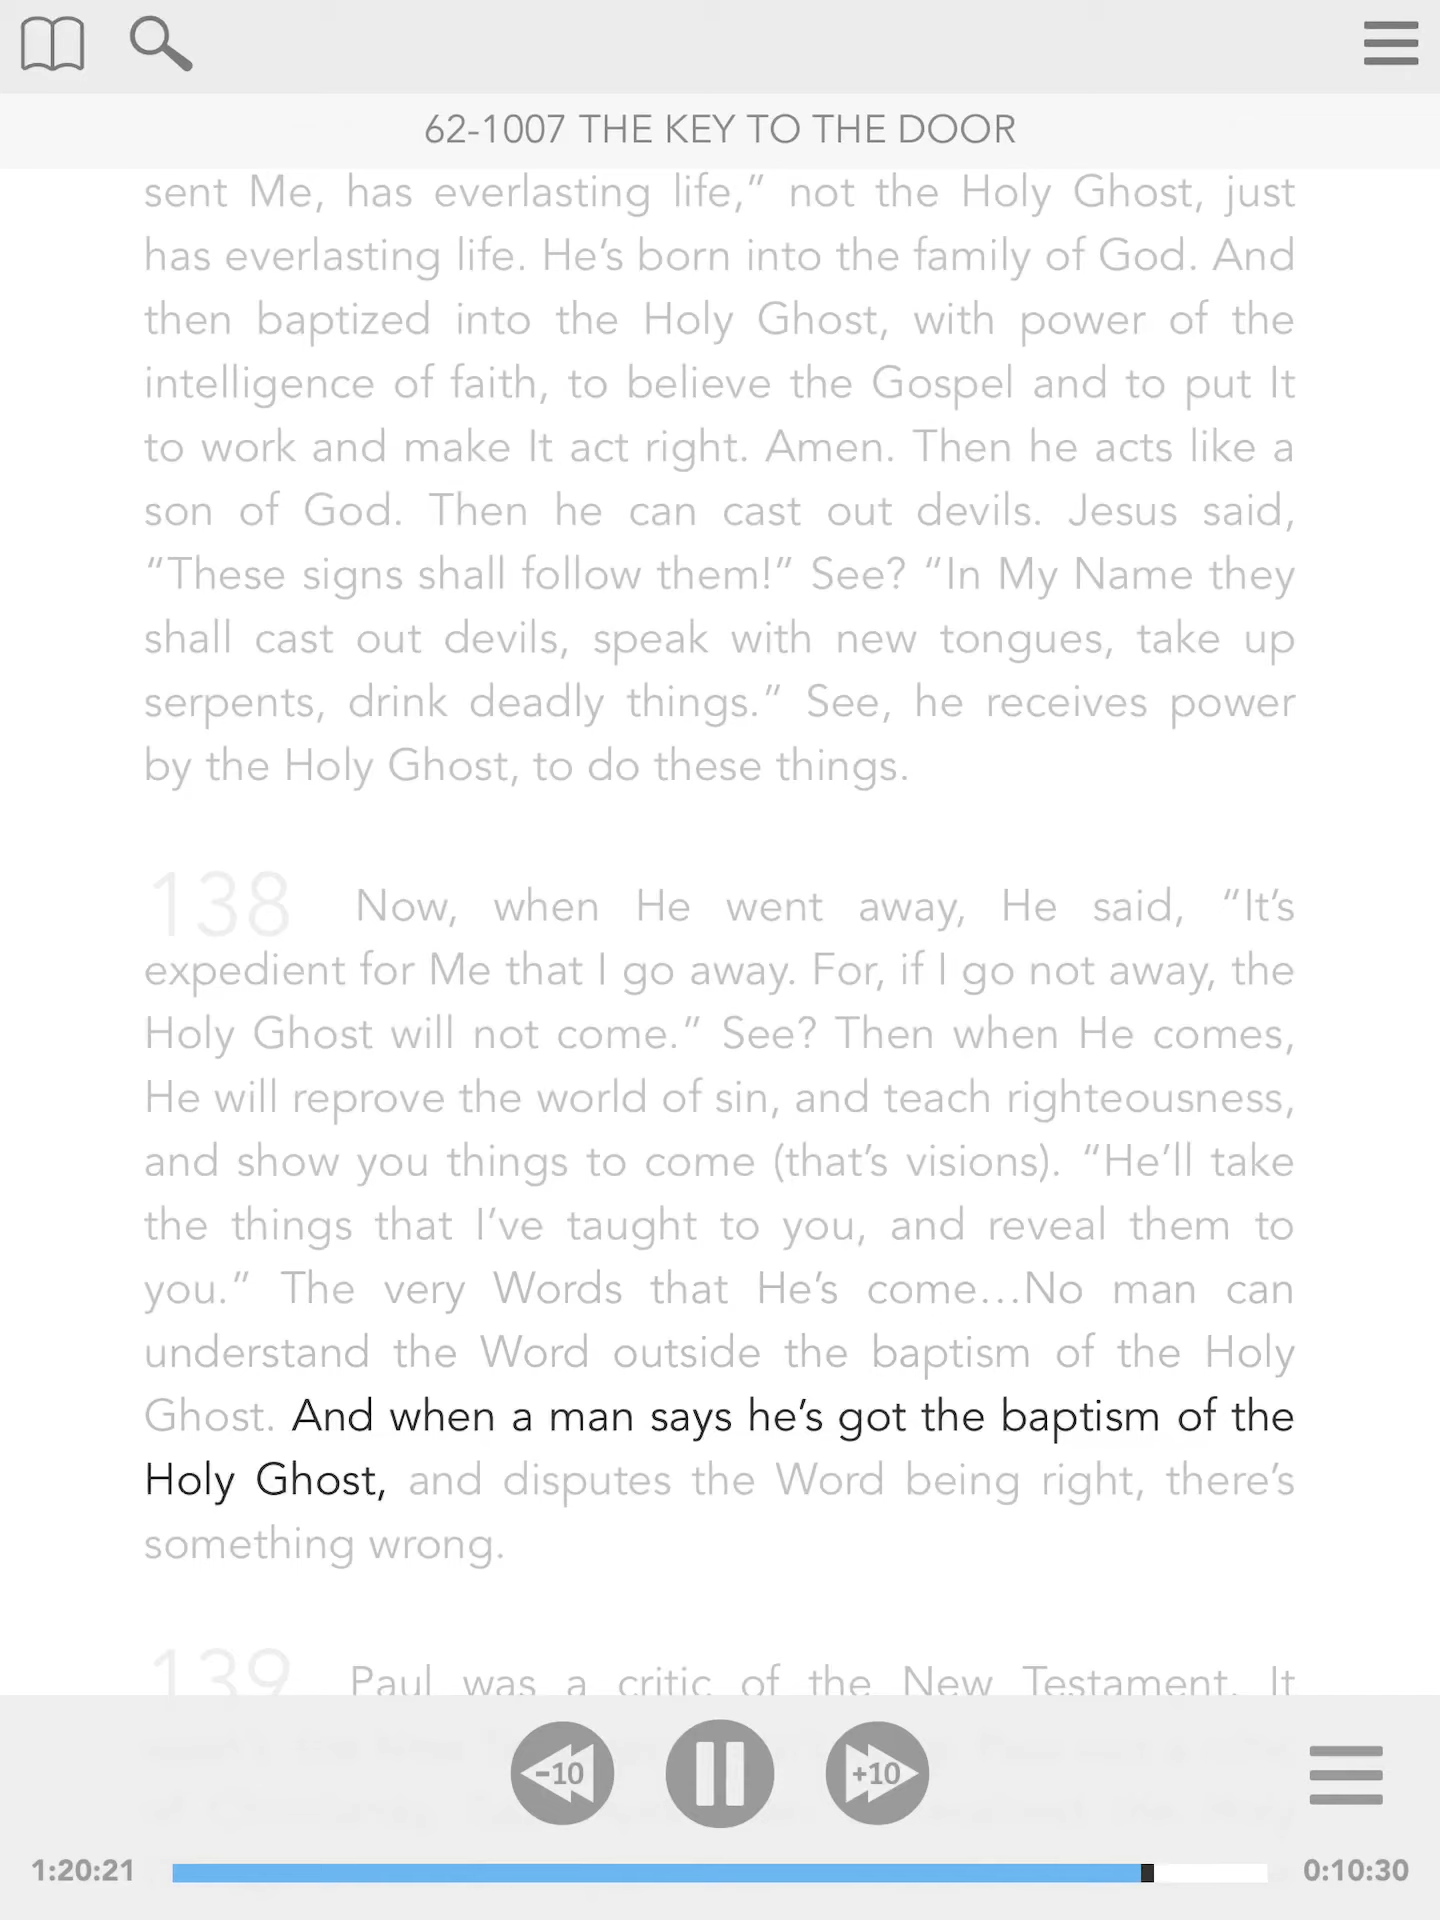 62-1007 THE KEY TO THE DOOR
sent Me, has everlasting life,” not the Holy Ghost, just
has everlasting life. He’s born into the family of God. And
then baptized into the Holy Ghost, with power of the
intelligence of faith, to believe the Gospel and to put It
to work and make It act right. Amen. Then he acts like a
son of God. Then he can cast out devils. Jesus said,
“These signs shall follow them!” See? “In My Name they
shall cast out devils, speak with new tongues, take up
serpents, drink deadly things.” See, he receives power
by the Holy Ghost, to do these things.
138 Now, when He went away, He said, “It’s
expedient for Me that I go away. For, if I go not away, the
Holy Ghost will not come.” See? Then when He comes,
He will reprove the world of sin, and teach righteousness,
and show you things to come (that’s visions). “He’ll take
the things that I’ve taught to you, and reveal them to
you.” The very Words that He’s come…No man can
understand the Word outside the baptism of the Holy
Ghost. And when a man says he’s got the baptism of the
Holy Ghost, and disputes the Word being right, there’s
something wrong.
139 Paul was a critic of the New Testament. It
-10 +10
1:20:21 0:10:30